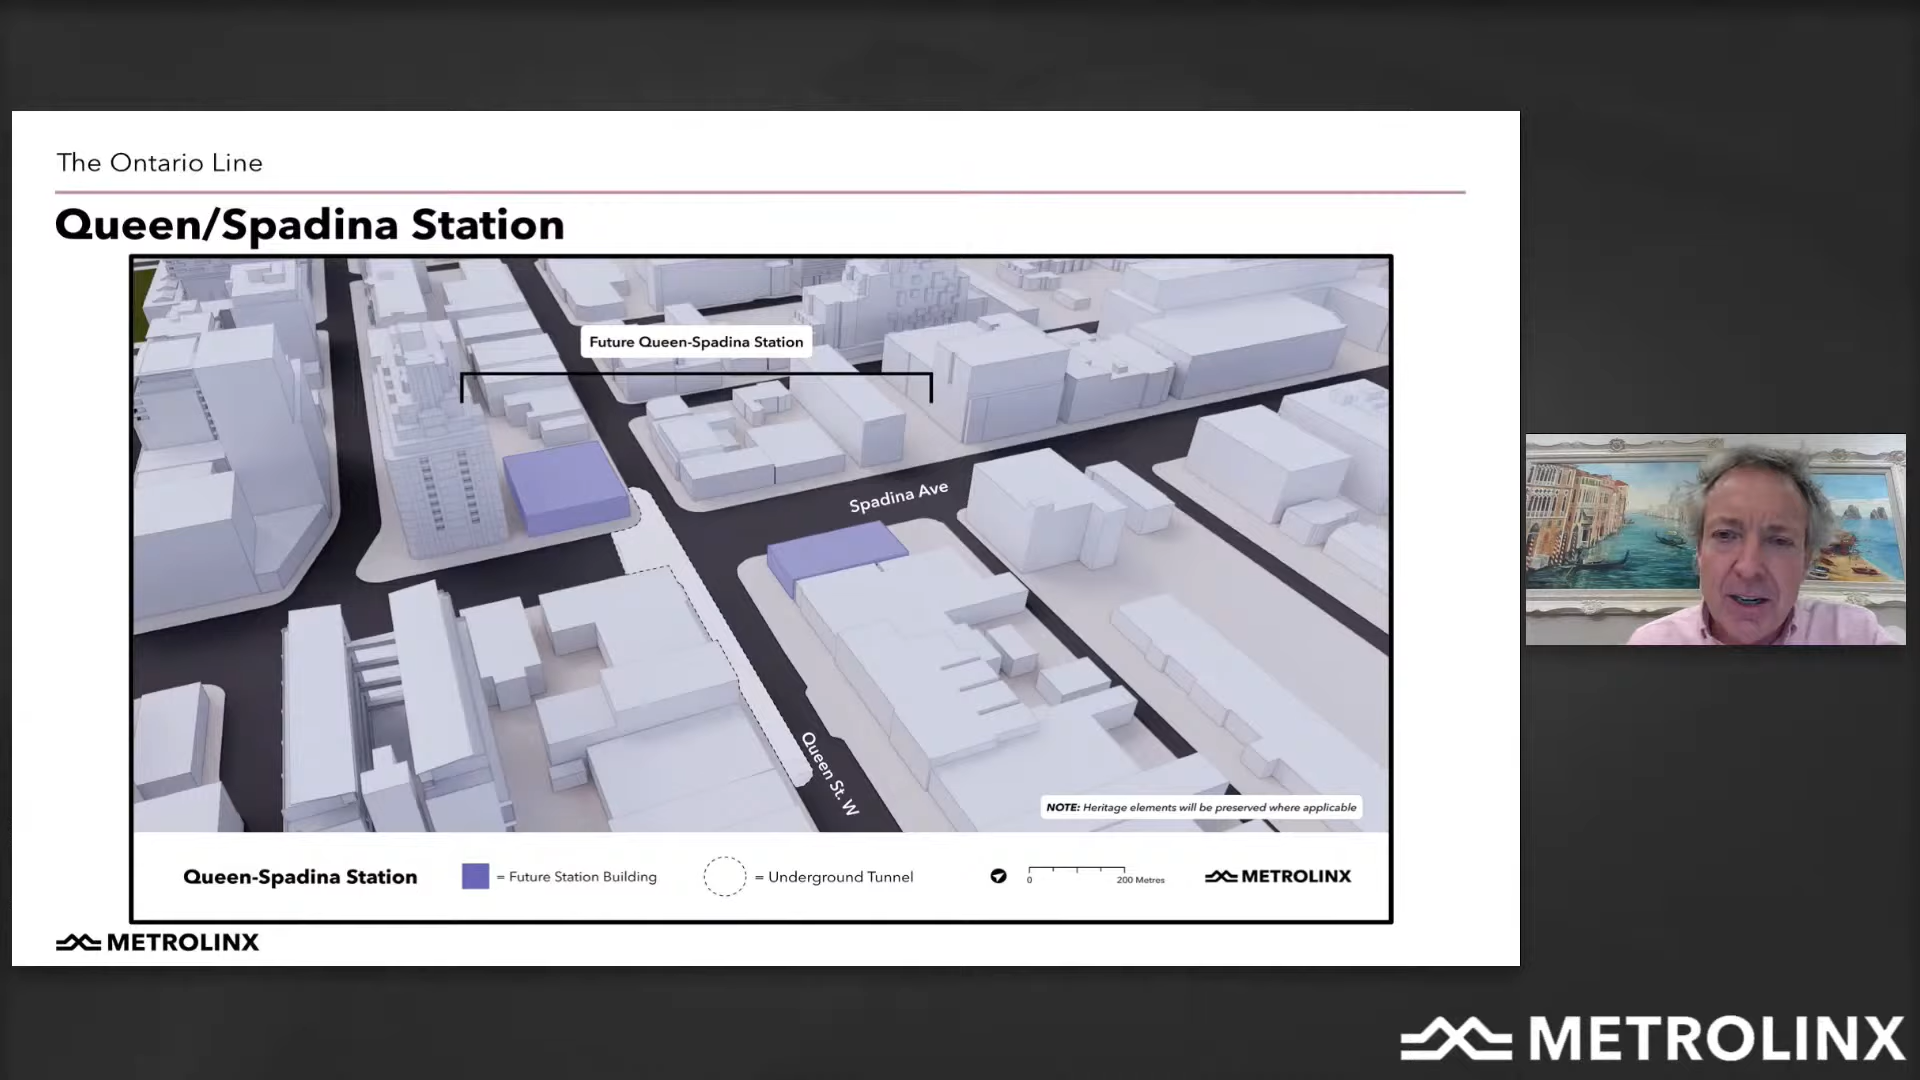 The Ontario Line
Queen/Spadina Station
Future Queen-Spadina Station
Spadina Ave
Queen St. W
NOTE: Heritage elements will be preserved where applicable
Queen-Spadina Station
= Future Station Building
= Underground Tunnel
0
200 Metres
METROLINX
METROLINX
METROLINX